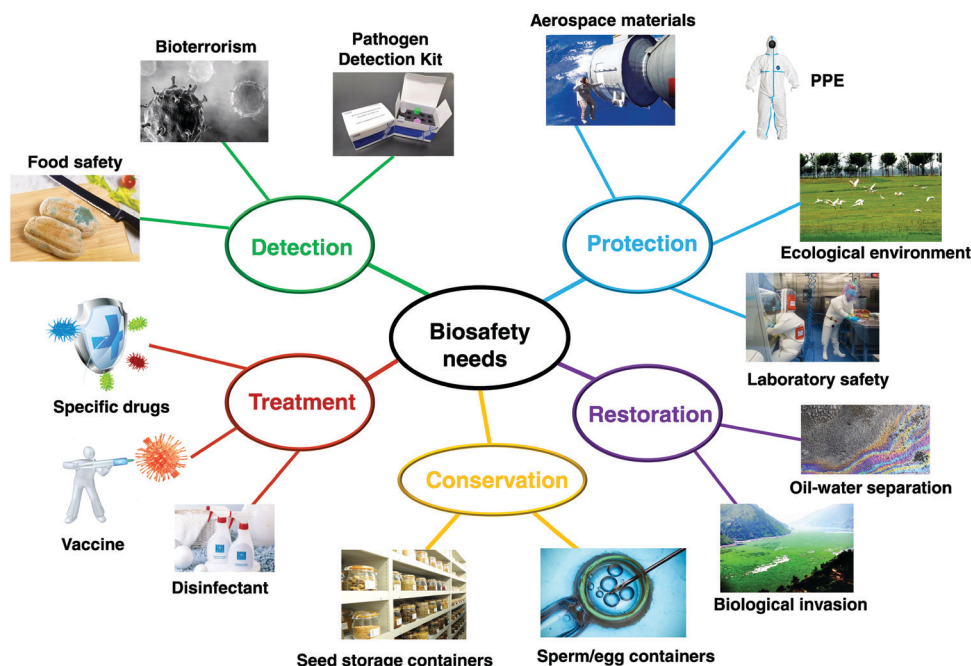 Bioterrorism
Pathogen
Detection Kit
Aerospace materials
PPE
Food safety
Detection
Protection
Ecological environment
Biosafety
needs
Specific drugs
Treatment
Restoration
Laboratory safety
Conservation
Oil-water separation
Vaccine
Disinfectant
Biological invasion
Seed storage containers
Sperm/egg containers